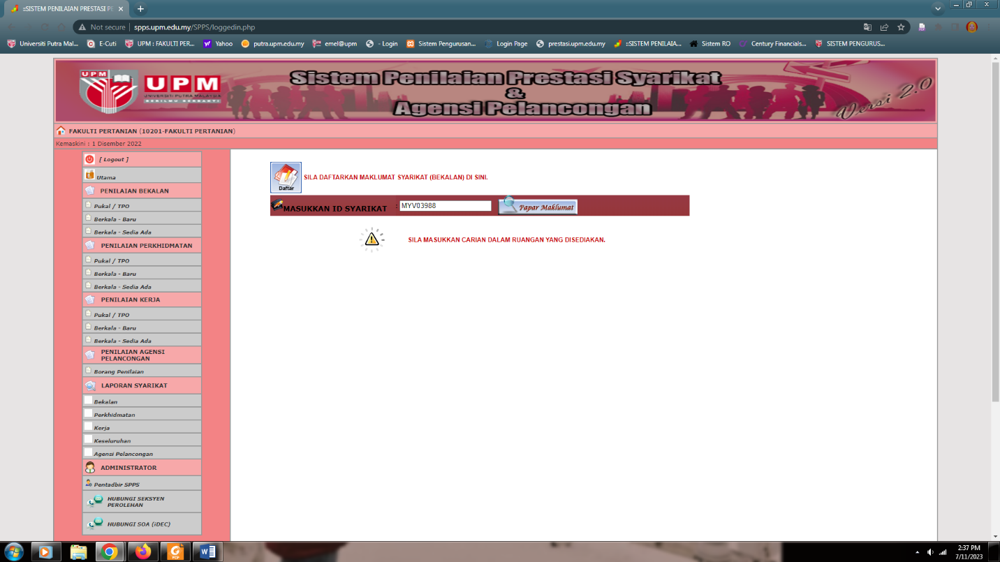 ::SISTEM PENILAIAN PRESTASI PE
Not secure | spps.upm.edu.my/SPPS/loggedin.php
Universiti Putra Mal... E-Cuti UPM : FAKULTI PER... Yahoo putra.upm.edu.my emel@upm - Login Sistem Pengurusan... Login Page prestasi.upm.edu.my ::SISTEM PENILAIA... Sistem RO Century Financials... SISTEM PENGURUS...
UPM
UPM
UNIVERSITI PUTRA MALAYSIA
BERILMU BERBAKTI
Sistem Penilaian Prestasi Syarikat
&
Agensi Pelancongan
Versi 2.0
FAKULTI PERTANIAN (10201-FAKULTI PERTANIAN)
Kemaskini : 1 Disember 2022
[ Logout ]
Utama
PENILAIAN BEKALAN
Pukal / TPO
Berkala - Baru
Berkala - Sedia Ada
PENILAIAN PERKHIDMATAN
Pukal / TPO
Berkala - Baru
Berkala - Sedia Ada
PENILAIAN KERJA
Pukal / TPO
Berkala - Baru
Berkala - Sedia Ada
PENILAIAN AGENSI
PELANCONGAN
Borang Penilaian
LAPORAN SYARIKAT
Bekalan
Perkhidmatan
Kerja
Keseluruhan
Agensi Pelancongan
ADMINISTRATOR
Pentadbir SPPS
HUBUNGI SEKSYEN
PEROLEHAN
HUBUNGI SOA (iDEC)
Daftar
SILA DAFTARKAN MAKLUMAT SYARIKAT (BEKALAN) DI SINI.
MASUKKAN ID SYARIKAT : MYV03988 Papar Maklumat
SILA MASUKKAN CARIAN DALAM RUANGAN YANG DISEDIAKAN.
2:37 PM
7/11/2023